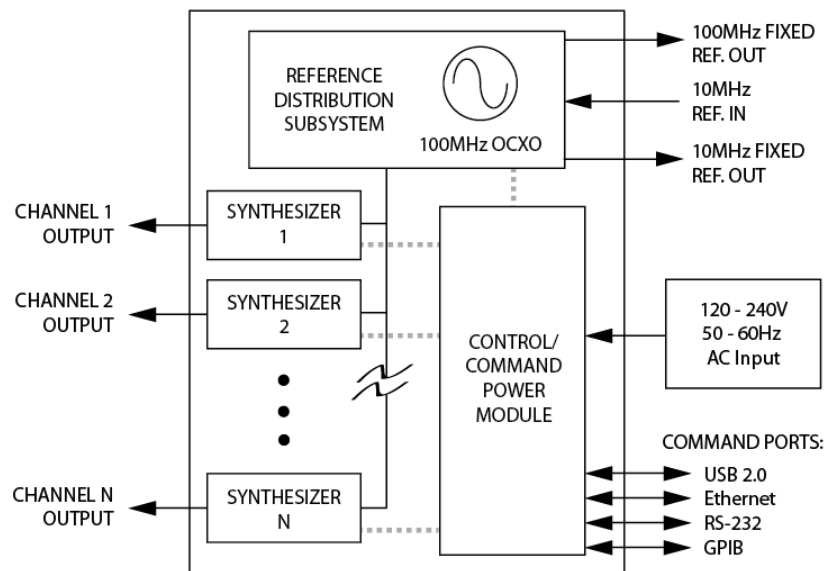 REFERENCE
DISTRIBUTION
SUBSYSTEM
100MHz OCXO
100MHz FIXED
REF. OUT
10MHz
REF. IN
10MHz FIXED
REF. OUT
CHANNEL 1
OUTPUT
SYNTHESIZER
1
CHANNEL 2
OUTPUT
SYNTHESIZER
2
CHANNEL N
OUTPUT
SYNTHESIZER
N
CONTROL/
COMMAND
POWER
MODULE
120 - 240V
50 - 60Hz
AC Input
COMMAND PORTS:
USB 2.0
Ethernet
RS-232
GPIB